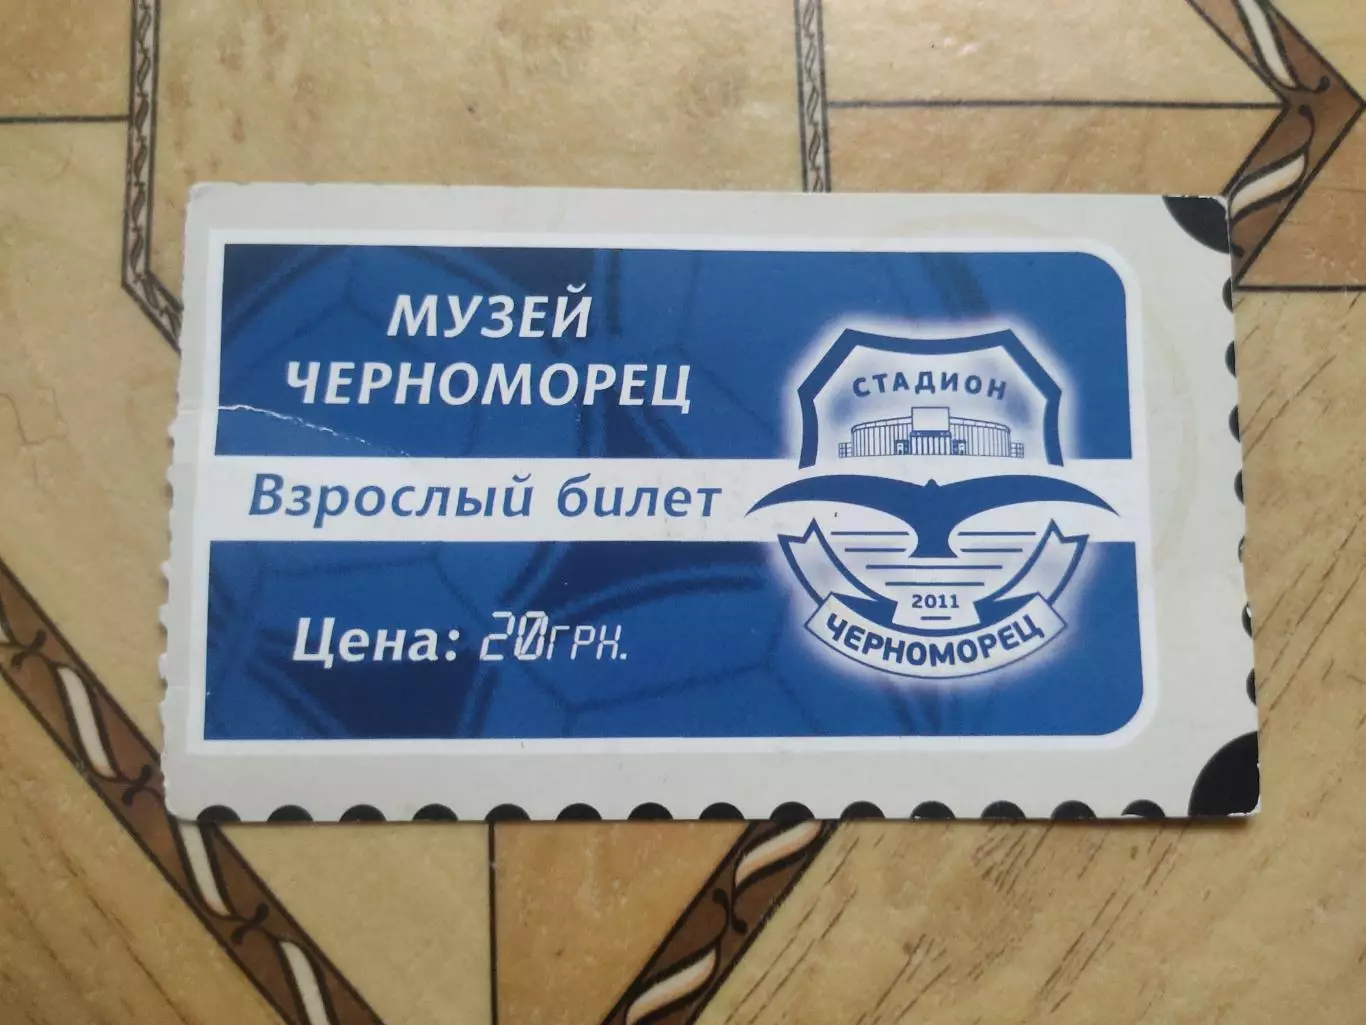 МУЗЕЙ
ЧЕРНОМОРЕЦ
Взрослый билет
Цена: 20ГРН.
СТАДИОН
2011
ЧЕРНОМОРЕЦ